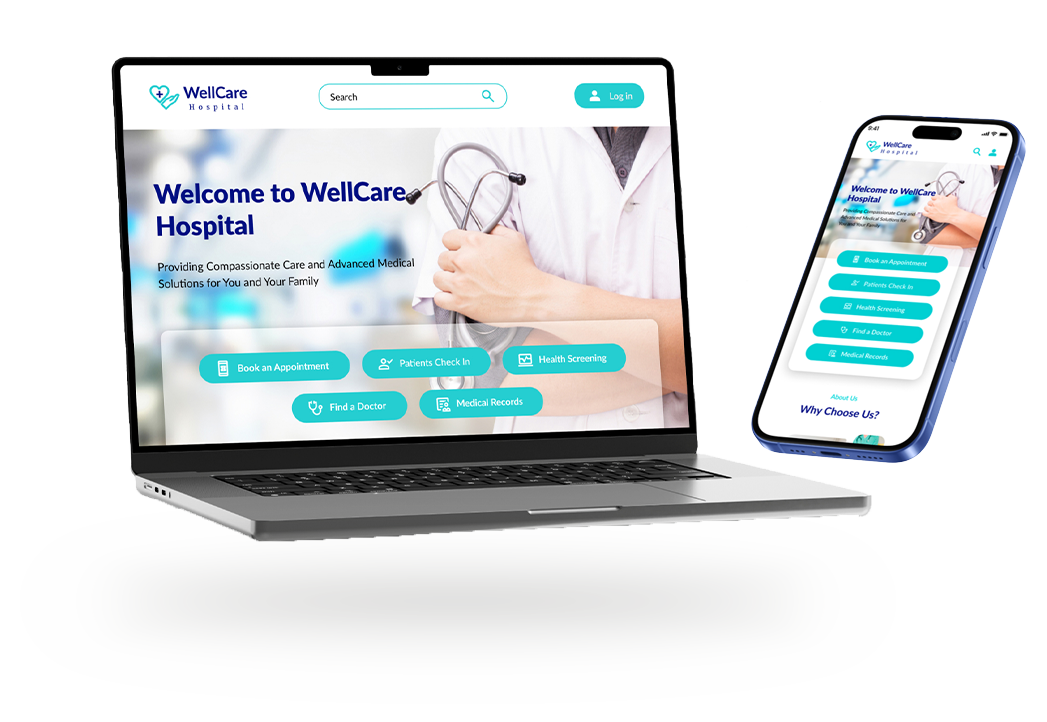 WellCare
Hospital
Search
Log in
Welcome to WellCare
Hospital
Providing Compassionate Care and Advanced Medical
Solutions for You and Your Family
Book an Appointment
Patients Check In
Health Screening
Find a Doctor
Medical Records
9:41
WellCare
Hospital
Welcome to WellCare
Hospital
Providing Compassionate Care and
Advanced Medical Solutions for
You and Your Family
Book an Appointment
Patients Check In
Health Screening
Find a Doctor
Medical Records
About Us
Why Choose Us?